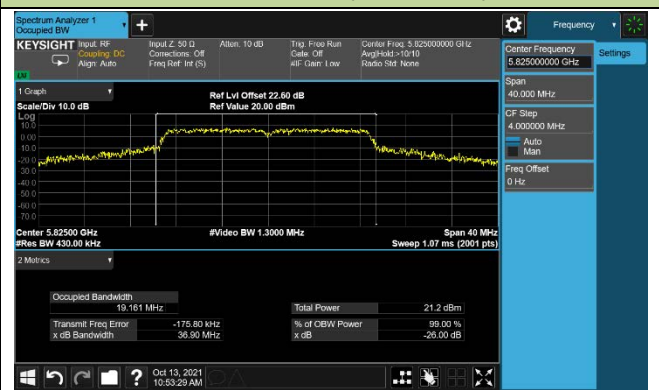 Spectrum Analyzer 1
Occupied BW
+
Frequency
KEYSIGHT
Input: RF
Coupling: DC
Align: Auto
Input Z: 50 Ω
Corrections: Off
Freq Ref: Int (S)
Atten: 10 dB
Trig: Free Run
Gate: Off
#IF Gain: Low
Center Freq: 5.825000000 GHz
Avg|Hold:>10/10
Radio Std: None
LXI
Center Frequency
5.825000000 GHz
Settings
Span
40.000 MHz
CF Step
4.000000 MHz
Auto
Man
Freq Offset
0 Hz
1 Graph
Scale/Div 10.0 dB
Ref Lvl Offset 22.60 dB
Ref Value 20.00 dBm
Log
10.0
0.00
-10.0
-20.0
-30.0
-40.0
-50.0
-60.0
-70.0
Center 5.82500 GHz
#Res BW 430.00 kHz
#Video BW 1.3000 MHz
Span 40 MHz
Sweep 1.07 ms (2001 pts)
2 Metrics
Occupied Bandwidth
19.161 MHz
Total Power
21.2 dBm
Transmit Freq Error
-175.80 kHz
% of OBW Power
99.00 %
x dB Bandwidth
36.90 MHz
x dB
-26.00 dB
?
Oct 13, 2021
10:53:29 AM